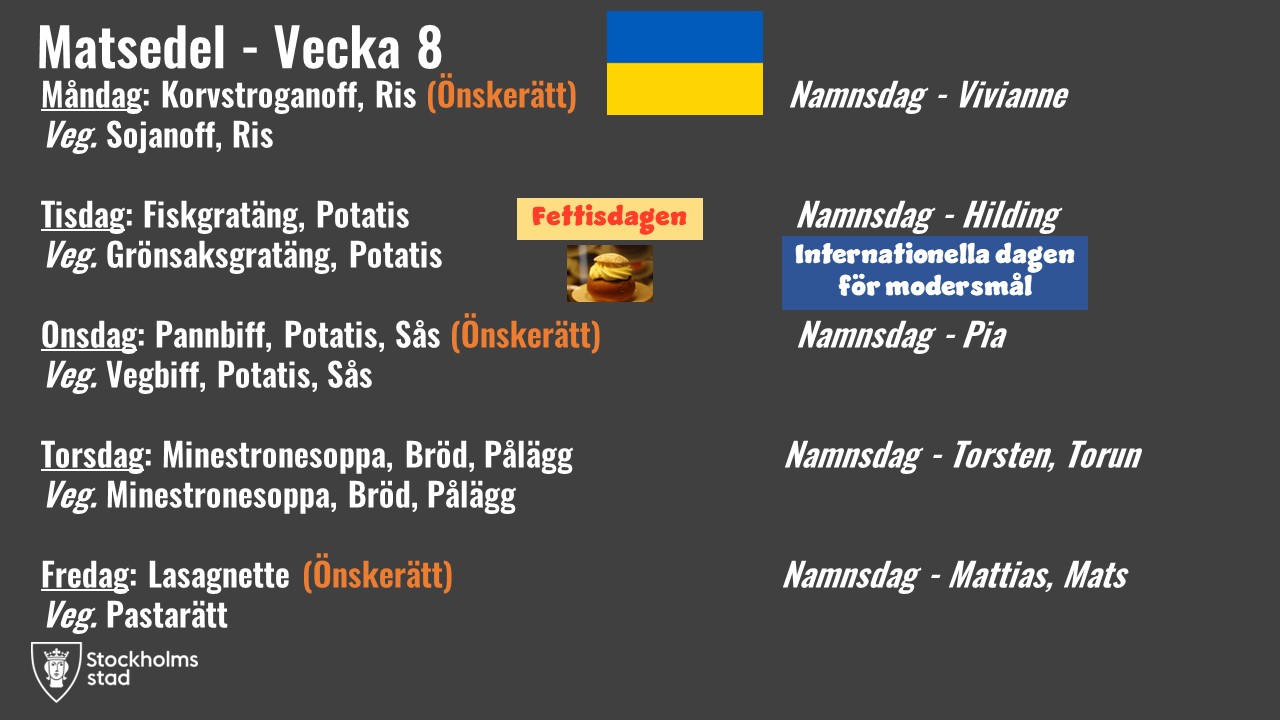 Matsedel - Vecka 8
Måndag: Korvstroganoff, Ris (Önskerätt)
Namnsdag - Vivianne
Veg. Sojanoff, Ris
Tisdag: Fiskgratäng, Potatis
Fettisdagen
Namnsdag - Hilding
Veg. Grönsaksgratäng, Potatis
Internationella dagen
för modersmål
Onsdag: Pannbiff, Potatis, Sås (Önskerätt)
Namnsdag - Pia
Veg. Vegbiff, Potatis, Sås
Torsdag: Minestronesoppa, Bröd, Pålägg
Namnsdag - Torsten, Torun
Veg. Minestronesoppa, Bröd, Pålägg
Fredag: Lasagnette (Önskerätt)
Namnsdag - Mattias, Mats
Veg. Pastarätt
Stockholms
stad